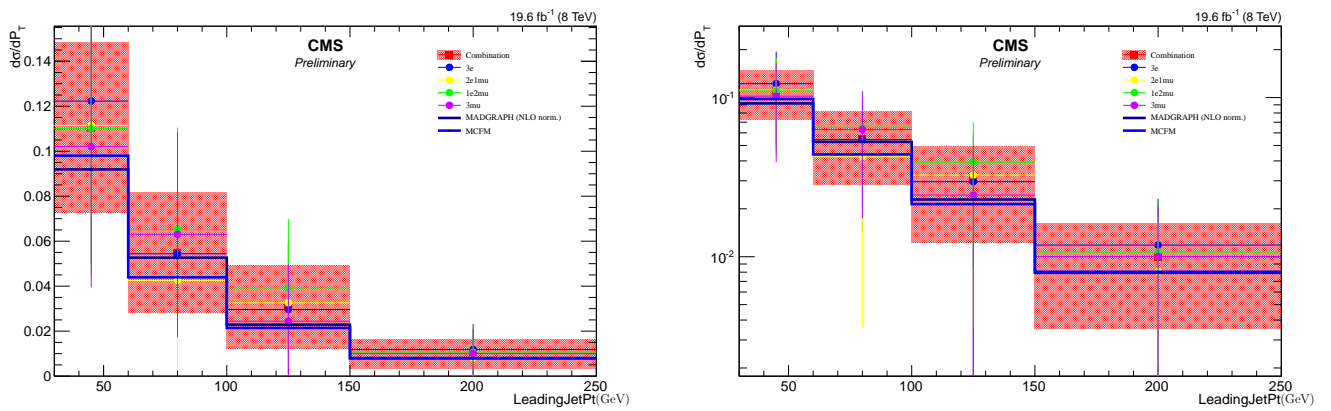 19.6 fb⁻¹ (8 TeV)
dσ/dP_T
CMS
Preliminary
Combination
3e
2e1mu
1e2mu
3mu
MADGRAPH (NLO norm.)
MCFM
0.14
0.12
0.1
0.08
0.06
0.04
0.02
0
50 100 150 200 250
LeadingJetPt(GeV)
19.6 fb⁻¹ (8 TeV)
dσ/dP_T
CMS
Preliminary
Combination
3e
2e1mu
1e2mu
3mu
MADGRAPH (NLO norm.)
MCFM
10⁻¹
10⁻²
50 100 150 200 250
LeadingJetPt(GeV)